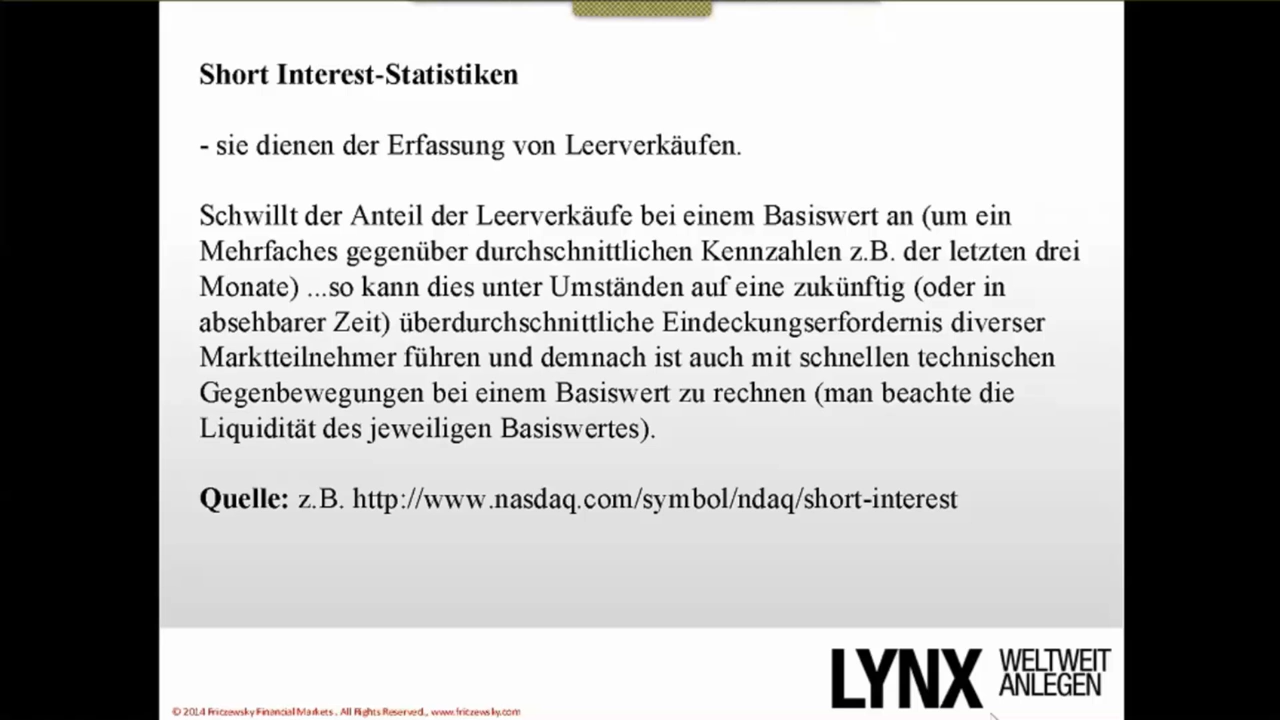 Short Interest-Statistiken
- sie dienen der Erfassung von Leerverkäufen.
Schwillt der Anteil der Leerverkäufe bei einem Basiswert an (um ein
Mehrfaches gegenüber durchschnittlichen Kennzahlen z.B. der letzten drei
Monate) ...so kann dies unter Umständen auf eine zukünftig (oder in
absehbarer Zeit) überdurchschnittliche Eindeckungserfordernis diverser
Marktteilnehmer führen und demnach ist auch mit schnellen technischen
Gegenbewegungen bei einem Basiswert zu rechnen (man beachte die
Liquidität des jeweiligen Basiswertes).
Quelle: z.B. http://www.nasdaq.com/symbol/ndaq/short-interest
LYNX
WELTWEIT
ANLEGEN
© 2014 Friczewsky Financial Markets . All Rights Reserved., www.friczewsky.com